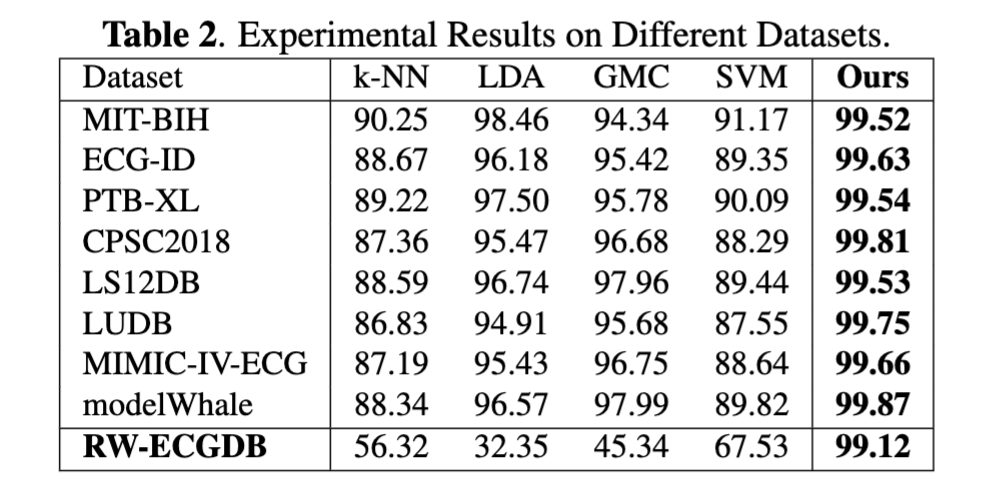 Table 2. Experimental Results on Different Datasets.
Dataset k-NN LDA GMC SVM Ours
MIT-BIH 90.25 98.46 94.34 91.17 99.52
ECG-ID 88.67 96.18 95.42 89.35 99.63
PTB-XL 89.22 97.50 95.78 90.09 99.54
CPSC2018 87.36 95.47 96.68 88.29 99.81
LS12DB 88.59 96.74 97.96 89.44 99.53
LUDB 86.83 94.91 95.68 87.55 99.75
MIMIC-IV-ECG 87.19 95.43 96.75 88.64 99.66
modelWhale 88.34 96.57 97.99 89.82 99.87
RW-ECGDB 56.32 32.35 45.34 67.53 99.12